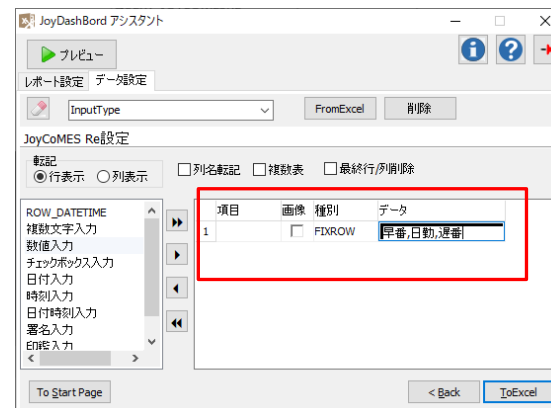 JoyDashBord アシスタント
プレビュー
レポート設定 データ設定
InputType FromExcel 削除
JoyCoMES Re設定
転記
行表示 列表示 列名転記 複数表 最終行/列削除
項目 画像 種別 データ
1 FIXROW 早番,日勤,遅番
ROW_DATETIME
複数文字入力
数値入力
チェックボックス入力
日付入力
時刻入力
日付時刻入力
署名入力
印鑑入力
To Start Page < Back ToExcel